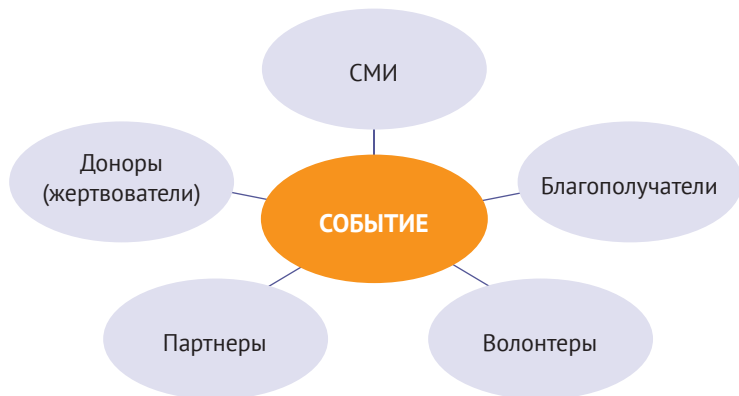 СМИ
Доноры
(жертвователи)
Благополучатели
СОБЫТИЕ
Партнеры
Волонтеры